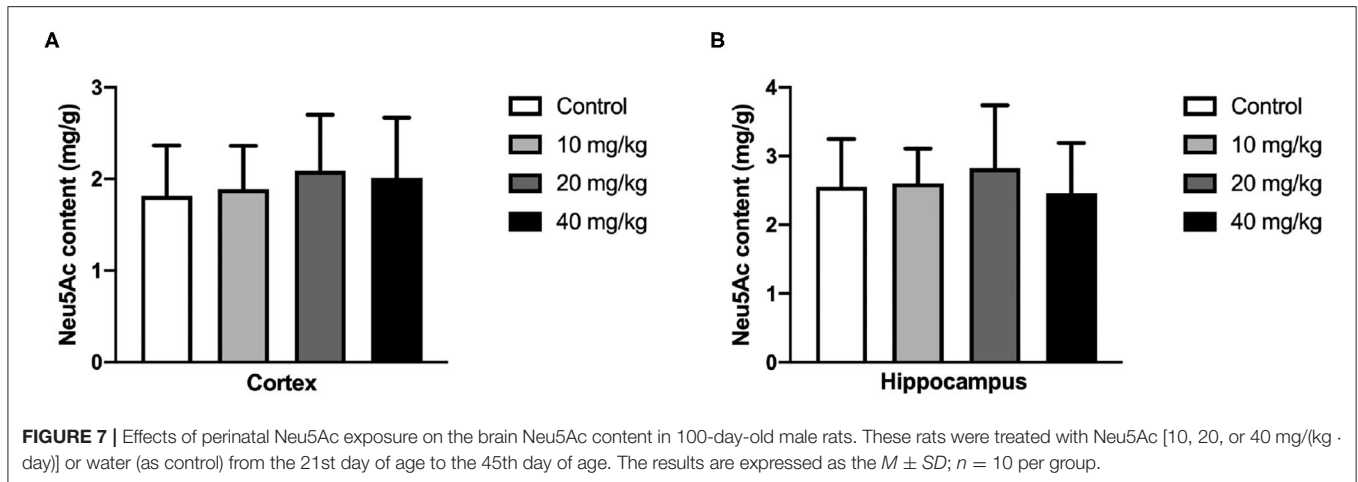 A
3
2
1
0
Neu5Ac content (mg/g)
Cortex
Control
10 mg/kg
20 mg/kg
40 mg/kg
B
4
3
2
1
0
Neu5Ac content (mg/g)
Hippocampus
Control
10 mg/kg
20 mg/kg
40 mg/kg
FIGURE 7 | Effects of perinatal Neu5Ac exposure on the brain Neu5Ac content in 100-day-old male rats. These rats were treated with Neu5Ac [10, 20, or 40 mg/(kg ·
day)] or water (as control) from the 21st day of age to the 45th day of age. The results are expressed as the M ± SD; n = 10 per group.